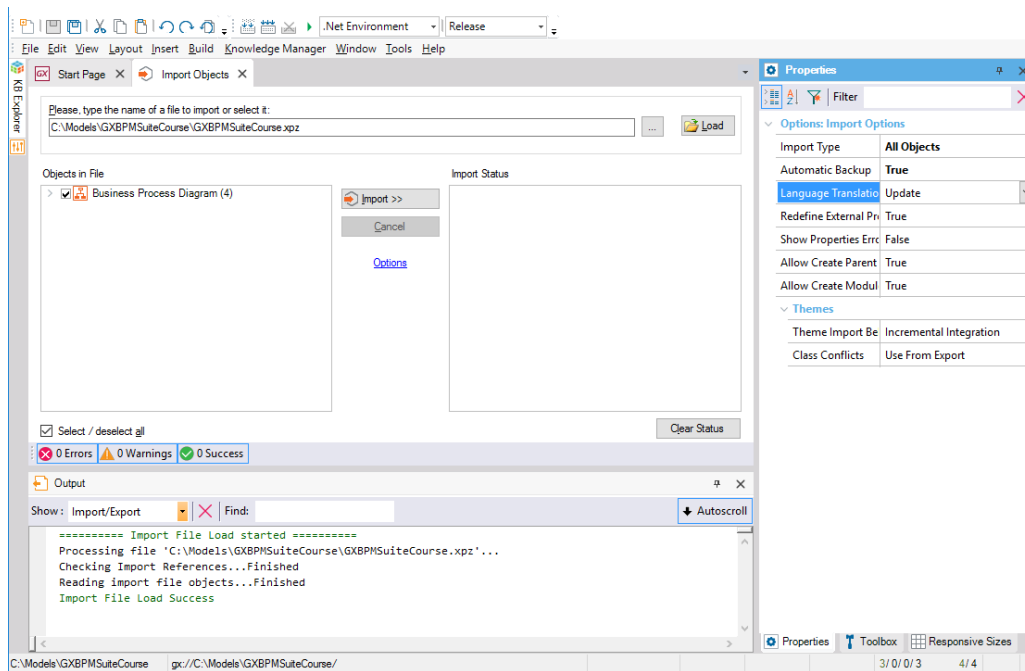 .Net Environment Release
File Edit View Layout Insert Build Knowledge Manager Window Tools Help
KB Explorer
GX Start Page Import Objects
Please, type the name of a file to import or select it:
C:\Models\GXBPMSuiteCourse\GXBPMSuiteCourse.xpz ... Load
Objects in File Import Status
Business Process Diagram (4)
Import >>
Cancel
Options
Select / deselect all
Clear Status
0 Errors 0 Warnings 0 Success
Output
Show: Import/Export Find: Autoscroll
========== Import File Load started ==========
Processing file 'C:\Models\GXBPMSuiteCourse\GXBPMSuiteCourse.xpz'...
Checking Import References...Finished
Reading import file objects...Finished
Import File Load Success
Properties
Filter
Options: Import Options
Import Type All Objects
Automatic Backup True
Language Translatio Update
Redefine External Pr True
Show Properties Erro False
Allow Create Parent True
Allow Create Modul True
Themes
Theme Import Be Incremental Integration
Class Conflicts Use From Export
Properties Toolbox Responsive Sizes
C:\Models\GXBPMSuiteCourse gx://C:\Models\GXBPMSuiteCourse/ 3/0/0/3 4/4